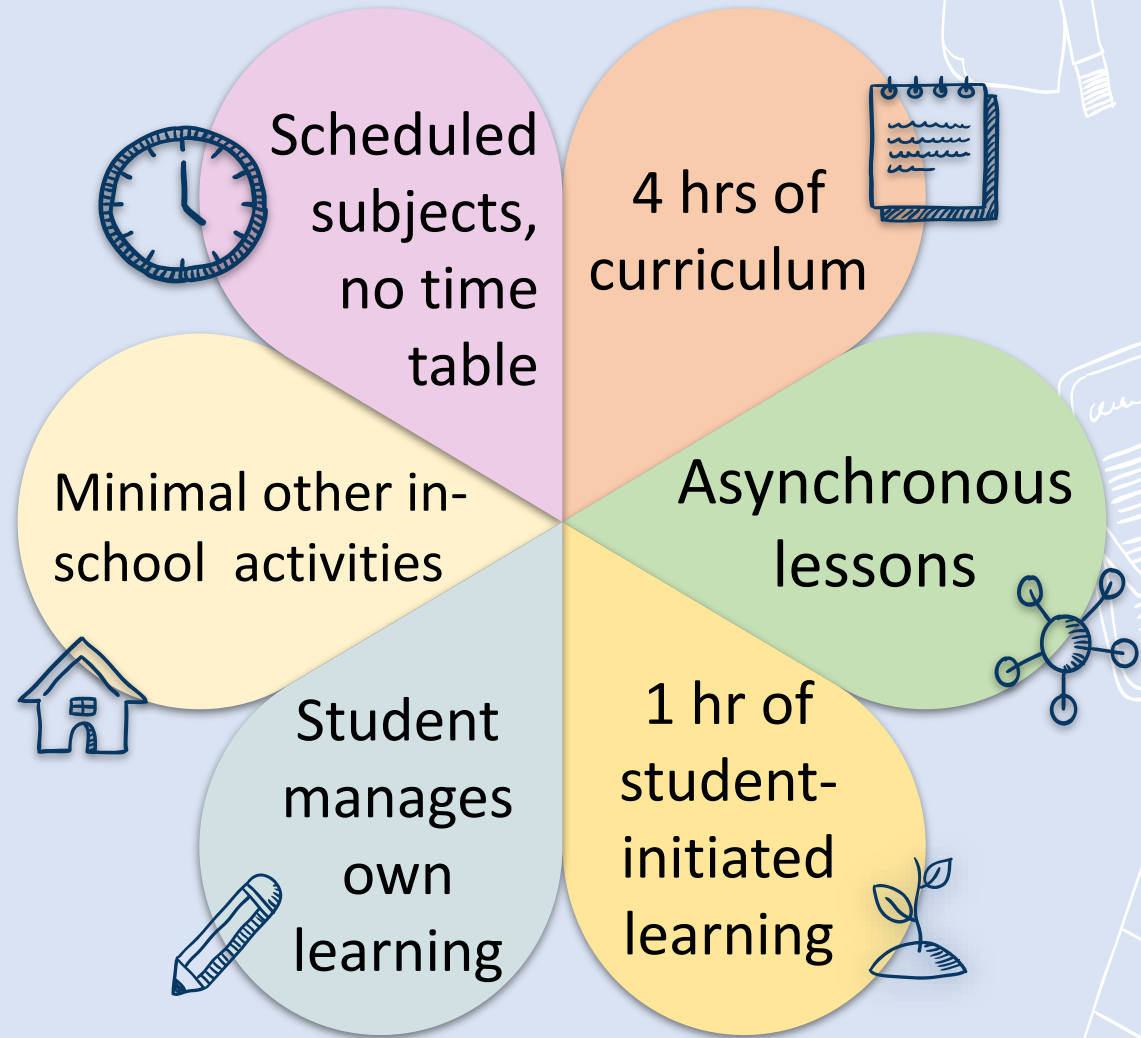 Scheduled
subjects,
no time
table
4 hrs of
curriculum
Minimal other in-
school  activities
Asynchronous
lessons
Student
manages
own
learning
1 hr of
student-
initiated
learning